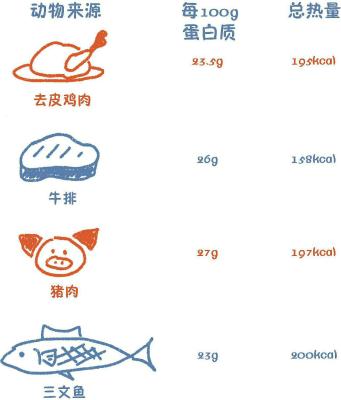 动物来源
每100g
蛋白质
总热量
去皮鸡肉
23.5g
195kcal
牛排
26g
158kcal
猪肉
27g
197kcal
三文鱼
23g
200kcal